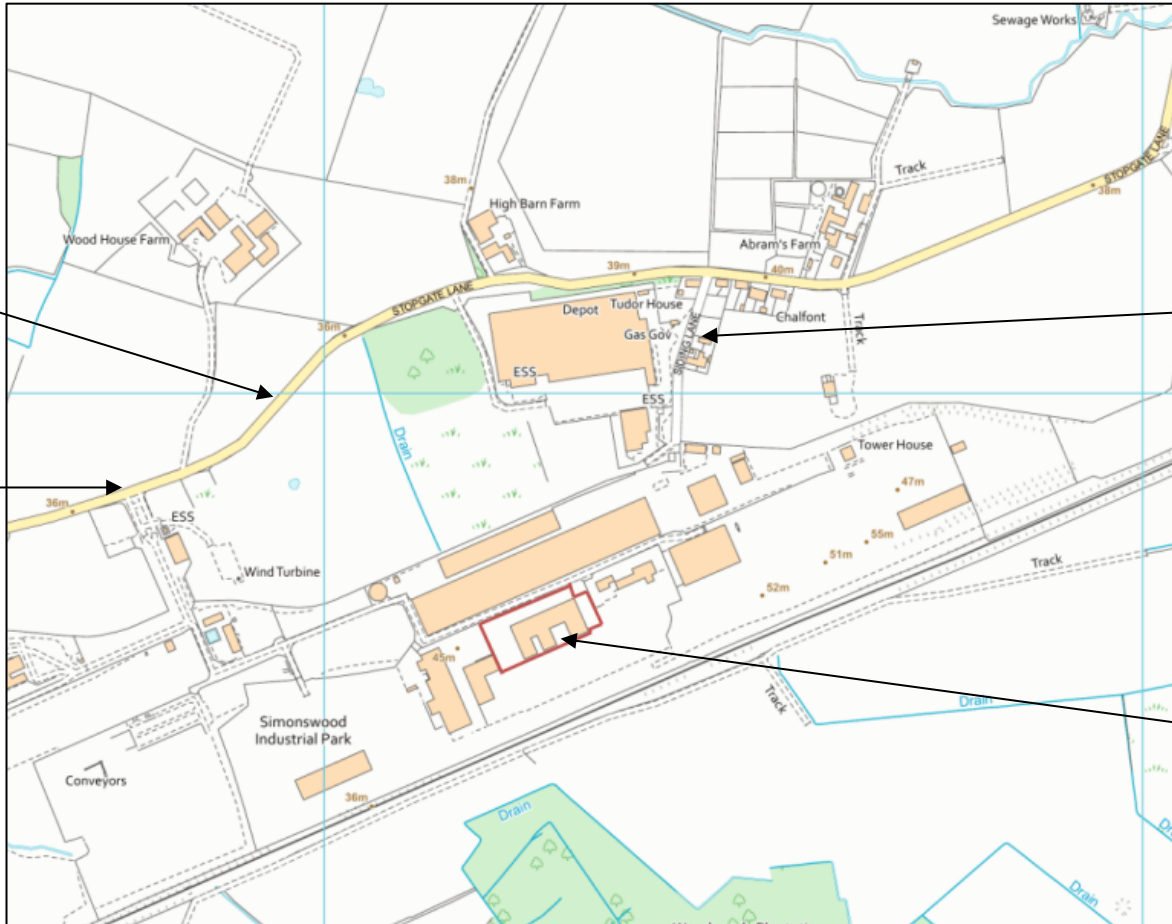 Sewage Works
STOPGATE LANE
Track
38m
38m
High Barn Farm
Wood House Farm
Abram's Farm
39m
40m
STOPGATE LANE
Depot
Tudor House
Chalfont
Track
36m
Gas Gov
SIDING LANE
ESS
ESS
Drain
Tower House
47m
36m
ESS
55m
51m
Track
Wind Turbine
52m
45m
Track
Drain
Simonswood
Industrial Park
Conveyors
36m
Drain
Drain